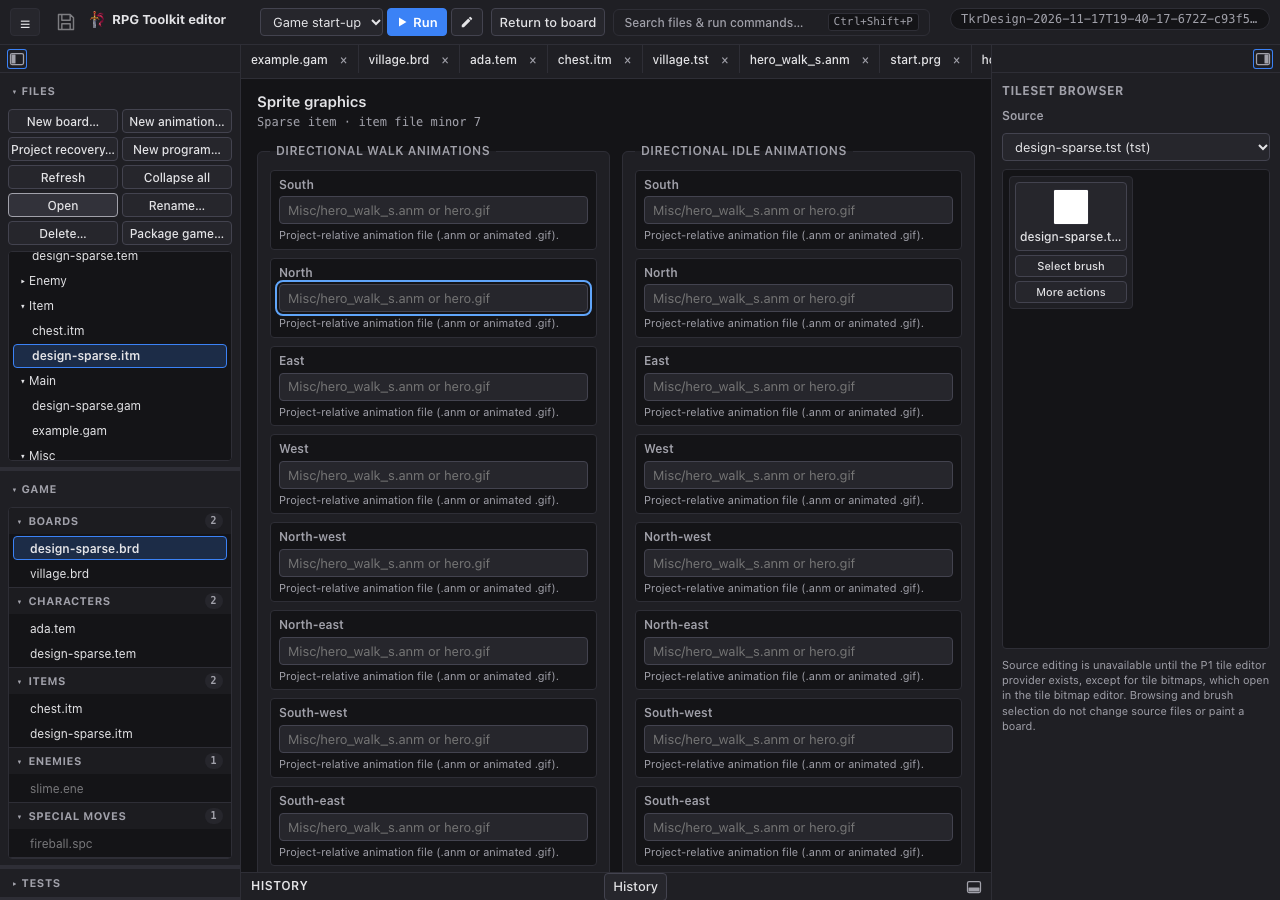 RPG Toolkit editor
Game start-up
Run
Return to board
Search files & run commands...
Ctrl+Shift+P
TkrDesign-2026-11-17T19-40-17-672Z-c93f5…
FILES
New board...
New animation...
Project recovery...
New program...
Refresh
Collapse all
Open
Rename...
Delete...
Package game...
design-sparse.tem
Enemy
Item
chest.itm
design-sparse.itm
Main
design-sparse.gam
example.gam
Misc
GAME
BOARDS 2
design-sparse.brd
village.brd
CHARACTERS 2
ada.tem
design-sparse.tem
ITEMS 2
chest.itm
design-sparse.itm
ENEMIES 1
slime.ene
SPECIAL MOVES 1
fireball.spc
TESTS
example.gam ×
village.brd ×
ada.tem ×
chest.itm ×
village.tst ×
hero_walk_s.anm ×
start.prg ×
Sprite graphics
Sparse item · item file minor 7
DIRECTIONAL WALK ANIMATIONS
South
Misc/hero_walk_s.anm or hero.gif
Project-relative animation file (.anm or animated .gif).
North
Misc/hero_walk_s.anm or hero.gif
Project-relative animation file (.anm or animated .gif).
East
Misc/hero_walk_s.anm or hero.gif
Project-relative animation file (.anm or animated .gif).
West
Misc/hero_walk_s.anm or hero.gif
Project-relative animation file (.anm or animated .gif).
North-west
Misc/hero_walk_s.anm or hero.gif
Project-relative animation file (.anm or animated .gif).
North-east
Misc/hero_walk_s.anm or hero.gif
Project-relative animation file (.anm or animated .gif).
South-west
Misc/hero_walk_s.anm or hero.gif
Project-relative animation file (.anm or animated .gif).
South-east
Misc/hero_walk_s.anm or hero.gif
Project-relative animation file (.anm or animated .gif).
DIRECTIONAL IDLE ANIMATIONS
South
Misc/hero_walk_s.anm or hero.gif
Project-relative animation file (.anm or animated .gif).
North
Misc/hero_walk_s.anm or hero.gif
Project-relative animation file (.anm or animated .gif).
East
Misc/hero_walk_s.anm or hero.gif
Project-relative animation file (.anm or animated .gif).
West
Misc/hero_walk_s.anm or hero.gif
Project-relative animation file (.anm or animated .gif).
North-west
Misc/hero_walk_s.anm or hero.gif
Project-relative animation file (.anm or animated .gif).
North-east
Misc/hero_walk_s.anm or hero.gif
Project-relative animation file (.anm or animated .gif).
South-west
Misc/hero_walk_s.anm or hero.gif
Project-relative animation file (.anm or animated .gif).
South-east
Misc/hero_walk_s.anm or hero.gif
Project-relative animation file (.anm or animated .gif).
HISTORY
History
TILESET BROWSER
Source
design-sparse.tst (tst)
design-sparse.t...
Select brush
More actions
Source editing is unavailable until the P1 tile editor
provider exists, except for tile bitmaps, which open
in the tile bitmap editor. Browsing and brush
selection do not change source files or paint a
board.